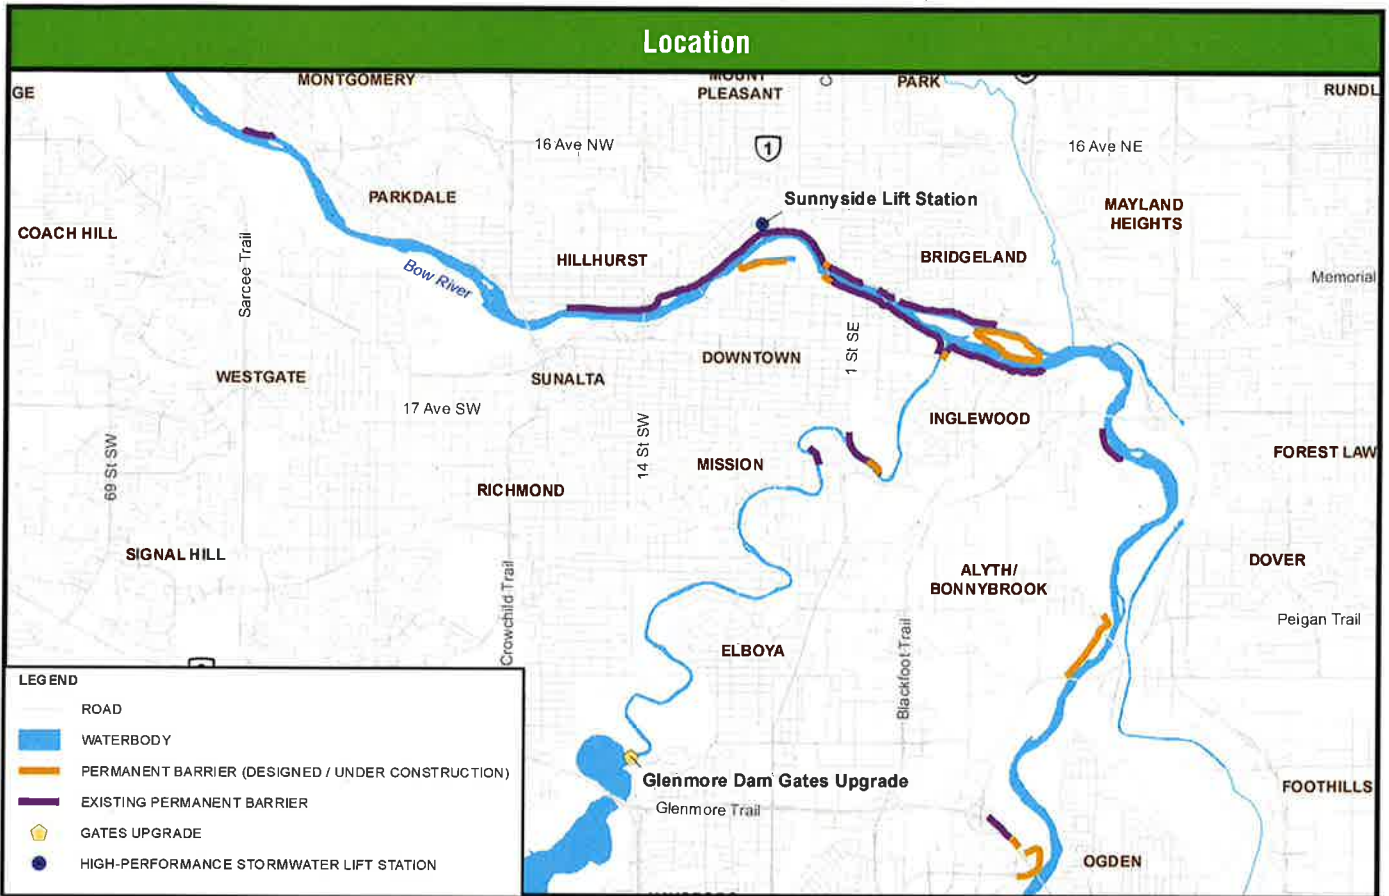 Location
MONTGOMERY
MOUNT
PLEASANT
PARK
GE
RUNDL
16 Ave NW
1
16 Ave NE
PARKDALE
Sunnyside Lift Station
MAYLAND
HEIGHTS
COACH HILL
Sarcee Trail
Bow River
HILLHURST
BRIDGELAND
Memorial
1 St SE
DOWNTOWN
WESTGATE
SUNALTA
17 Ave SW
INGLEWOOD
69 St SW
14 St SW
MISSION
FOREST LAW
RICHMOND
SIGNAL HILL
ALYTH/
BONNYBROOK
DOVER
Crowchild Trail
Peigan Trail
ELBOYA
Blackfoot Trail
Glenmore Dam Gates Upgrade
Glenmore Trail
FOOTHILLS
OGDEN
LEGEND
ROAD
WATERBODY
PERMANENT BARRIER (DESIGNED / UNDER CONSTRUCTION)
EXISTING PERMANENT BARRIER
GATES UPGRADE
HIGH-PERFORMANCE STORMWATER LIFT STATION